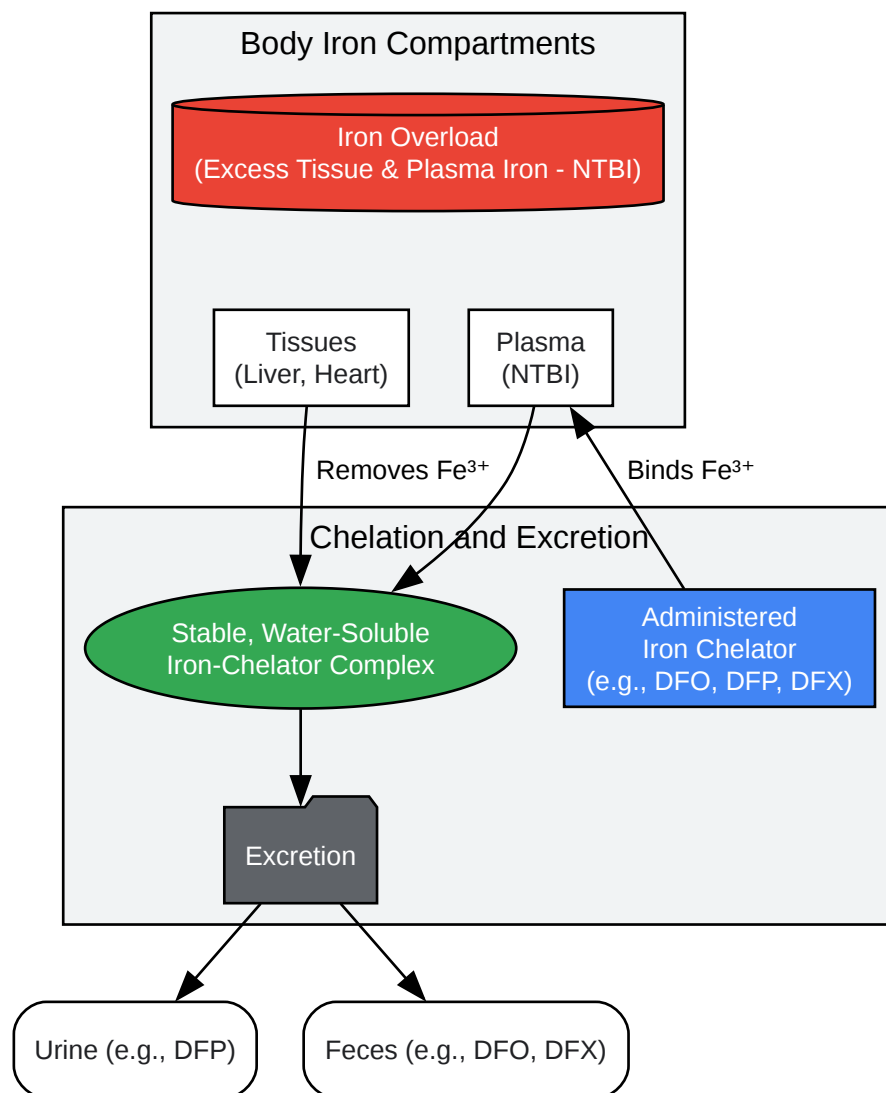 Body Iron Compartments
Iron Overload
(Excess Tissue & Plasma Iron - NTBI)
Tissues
(Liver, Heart)
Plasma
(NTBI)
Removes Fe³⁺
Binds Fe³⁺
Chelation and Excretion
Stable, Water-Soluble
Iron-Chelator Complex
Administered
Iron Chelator
(e.g., DFO, DFP, DFX)
Excretion
Urine (e.g., DFP)
Feces (e.g., DFO, DFX)